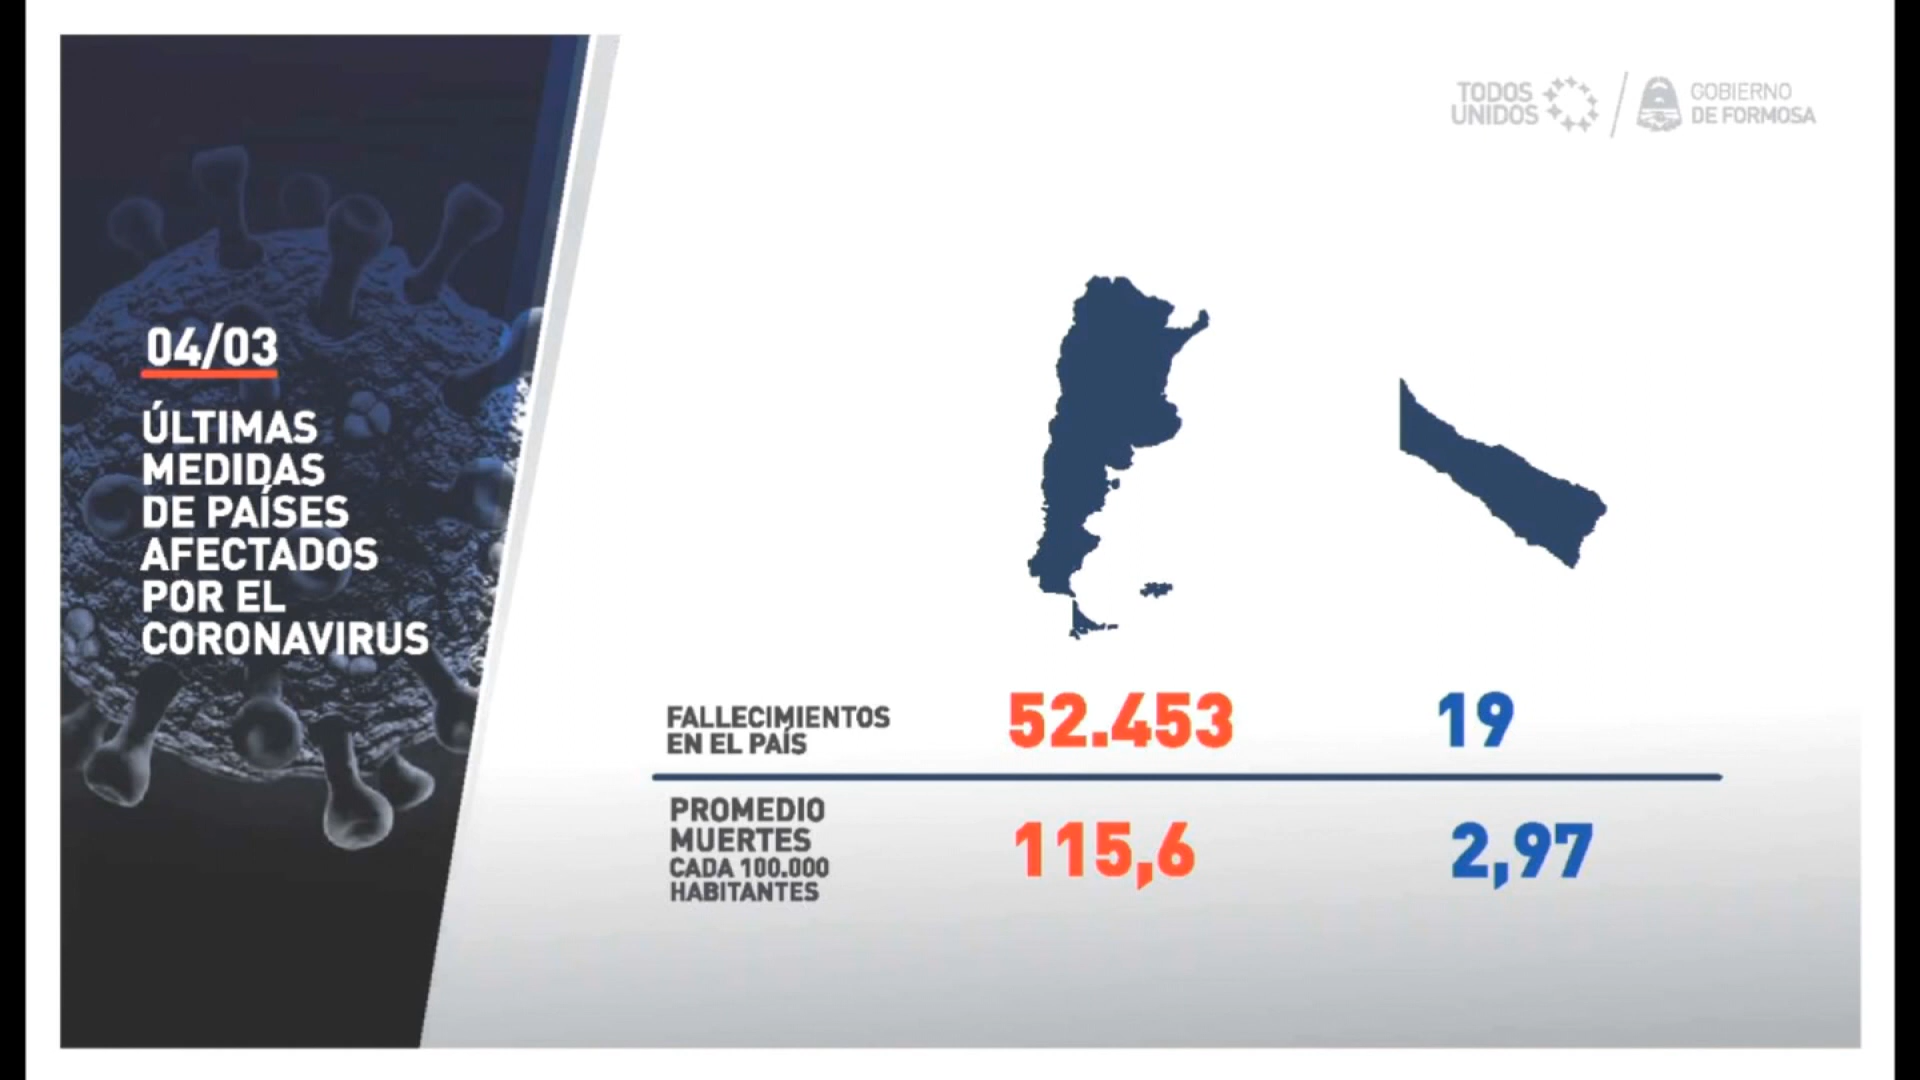 TODOS
UNIDOS
GOBIERNO
DE FORMOSA
04/03
ÚLTIMAS
MEDIDAS
DE PAÍSES
AFECTADOS
POR EL
CORONAVIRUS
FALLECIMIENTOS
EN EL PAÍS
52.453
19
PROMEDIO
MUERTES
CADA 100.000
HABITANTES
115,6
2,97